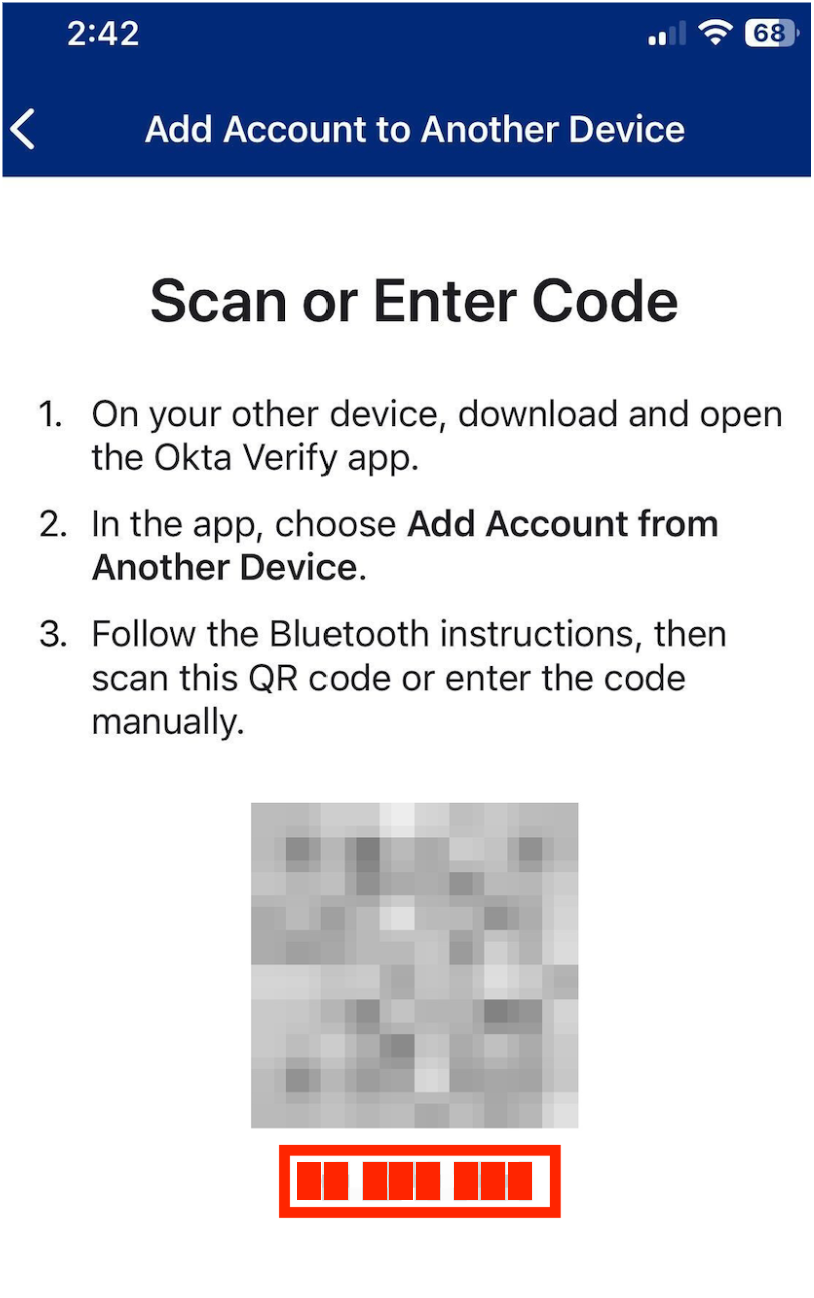 2:42
68
Add Account to Another Device
Scan or Enter Code
1. On your other device, download and open
the Okta Verify app.
2. In the app, choose Add Account from
Another Device.
3. Follow the Bluetooth instructions, then
scan this QR code or enter the code
manually.